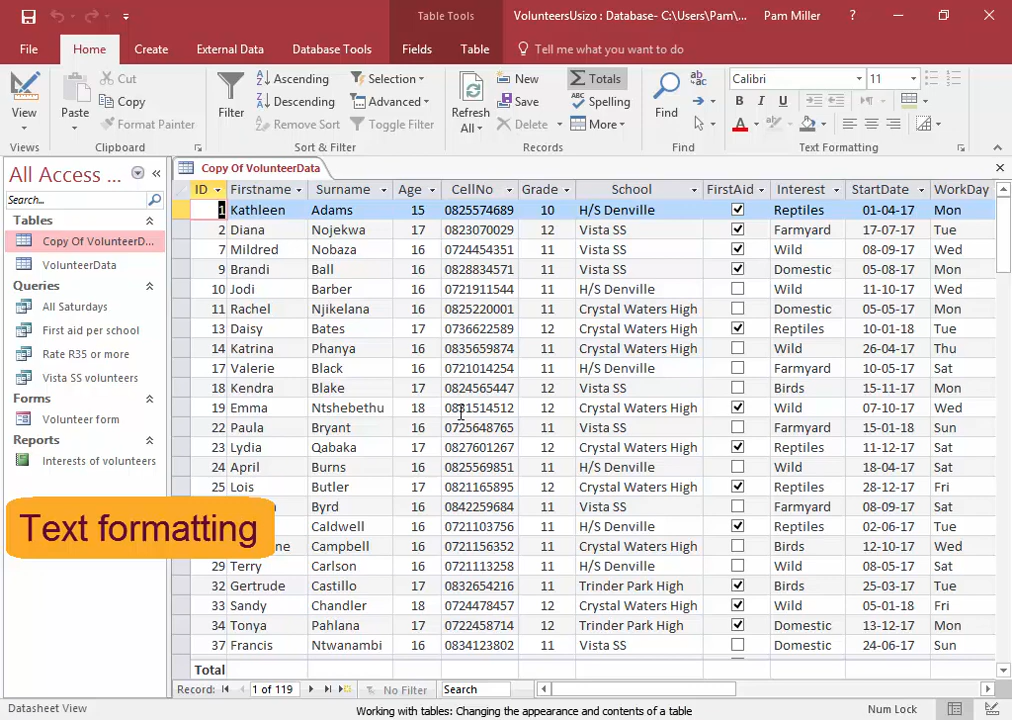 Table Tools
VolunteersUsizo : Database- C:\Users\Pam/...
Pam Miller
?
File
Home
Create
External Data
Database Tools
Fields
Table
Tell me what you want to do
View
Views
Paste
Cut
Copy
Format Painter
Clipboard
Filter
Ascending
Descending
Remove Sort
Selection
Advanced
Toggle Filter
Sort & Filter
Refresh All
New
Save
Delete
Totals
Spelling
More
Records
Find
Find
Calibri
11
B I U
A
Text Formatting
All Access ...
Search...
Tables
Copy Of VolunteerD...
VolunteerData
Queries
All Saturdays
First aid per school
Rate R35 or more
Vista SS volunteers
Forms
Volunteer form
Reports
Interests of volunteers
Text formatting
Copy Of VolunteerData
ID Firstname Surname Age CellNo Grade School FirstAid Interest StartDate WorkDay
1 Kathleen Adams 15 0825574689 10 H/S Denville Reptiles 01-04-17 Mon
2 Diana Nojekwa 17 0823070029 12 Vista SS Farmyard 17-07-17 Tue
7 Mildred Nobaza 17 0724454351 11 Vista SS Wild 08-09-17 Wed
9 Brandi Ball 16 0828834571 11 Vista SS Domestic 05-08-17 Mon
10 Jodi Barber 16 0721911544 11 H/S Denville Wild 11-10-17 Wed
11 Rachel Njikelana 16 0825220001 11 Crystal Waters High Domestic 05-05-17 Mon
13 Daisy Bates 17 0736622589 12 Crystal Waters High Reptiles 10-01-18 Tue
14 Katrina Phanya 16 0835659874 11 Crystal Waters High Wild 26-04-17 Thu
17 Valerie Black 16 0721014254 11 H/S Denville Farmyard 10-05-17 Sat
18 Kendra Blake 17 0824565447 11 Vista SS Birds 15-11-17 Mon
19 Emma Ntshebethu 18 0831514512 12 Crystal Waters High Wild 07-10-17 Wed
22 Paula Bryant 16 0725648765 11 Vista SS Farmyard 15-01-18 Sun
23 Lydia Qabaka 17 0827601267 12 Crystal Waters High Reptiles 11-12-17 Sat
24 April Burns 16 0825569851 11 H/S Denville Wild 18-04-17 Sat
25 Lois Butler 17 0821165895 12 Crystal Waters High Reptiles 28-12-17 Fri
Byrd 16 0842259684 11 Vista SS Farmyard 05-01-18 Sun
Caldwell 16 0721103756 11 H/S Denville Reptiles 02-06-17 Tue
ne Campbell 16 0721156352 11 H/S Denville Birds 12-10-17 Wed
29 Terry Carlson 16 0721113258 11 H/S Denville Wild 08-05-17 Sat
32 Gertrude Castillo 17 0832654216 11 Trinder Park High Birds 25-03-17 Tue
33 Sandy Chandler 18 0724478457 12 Crystal Waters High Wild 05-01-18 Fri
34 Tonya Pahlana 17 0722458714 12 Trinder Park High Domestic 13-12-17 Mon
37 Francis Ntwanambi 17 0834123802 11 Vista SS Domestic 24-06-17 Sun
Total
Record: 1 of 119 No Filter Search
Datasheet View
Working with tables: Changing the appearance and contents of a table
Num Lock